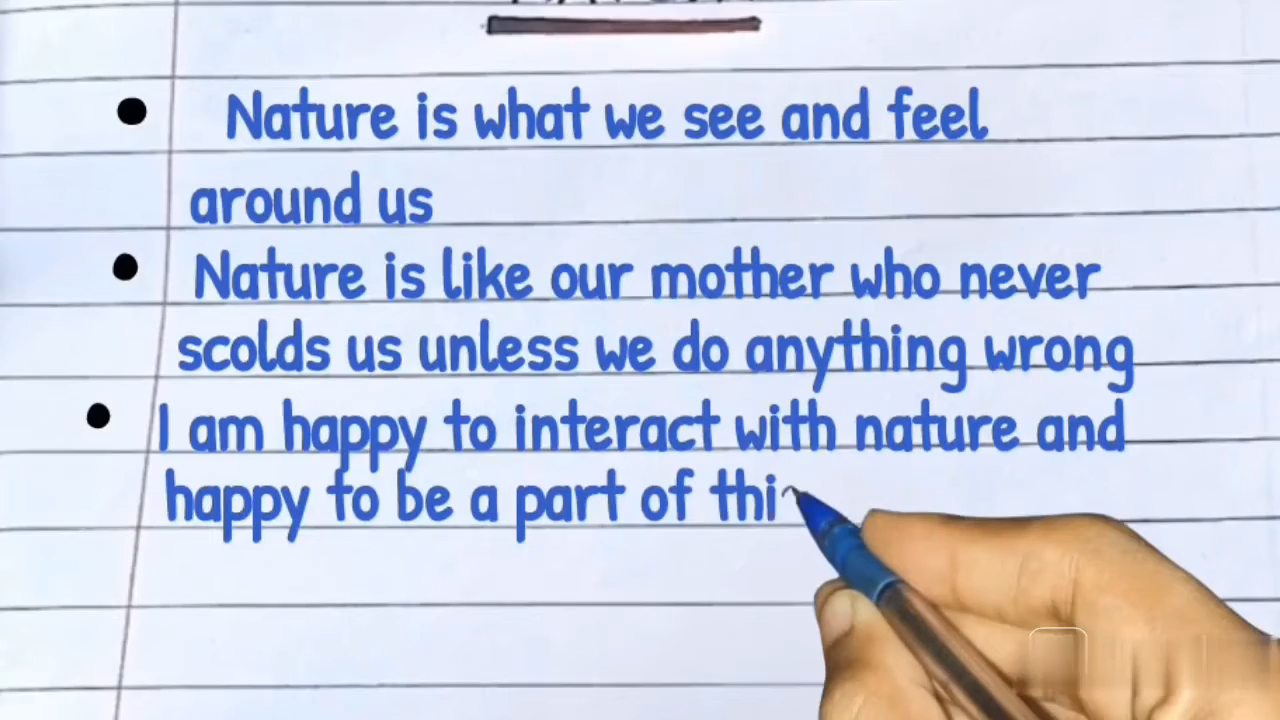 Nature is what we see and feel
around us
Nature is like our mother who never
scolds us unless we do anything wrong
I am happy to interact with nature and
happy to be a part of thi